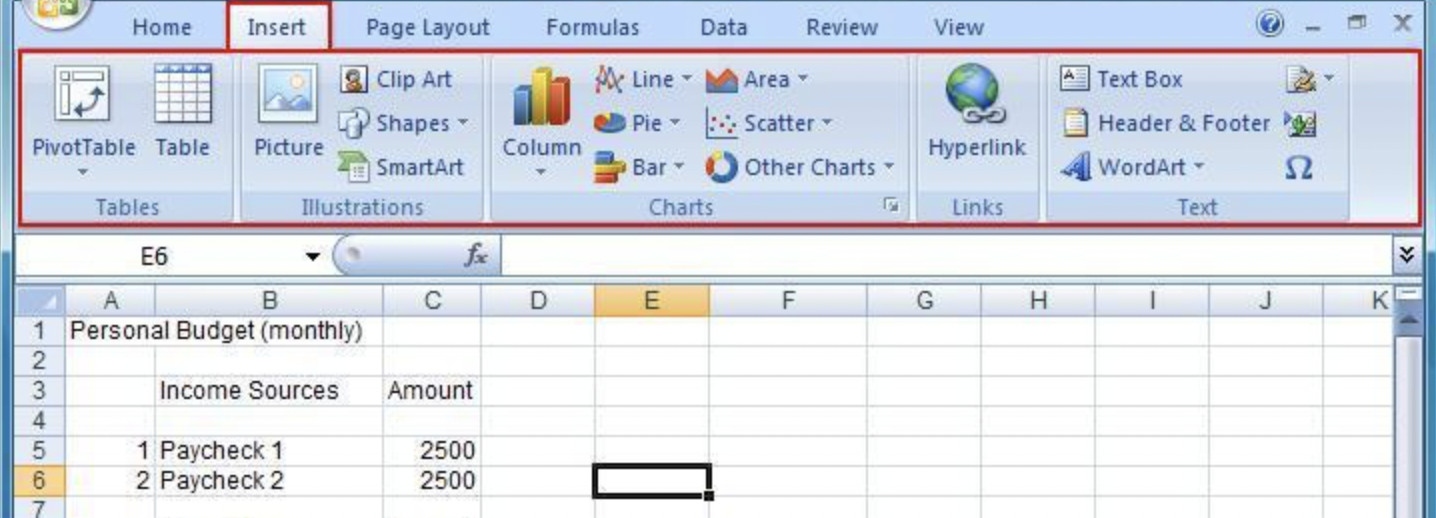 Home Insert Page Layout Formulas Data Review View
Clip Art Line Area Text Box
Shapes Pie Scatter Header & Footer
PivotTable Table Picture Column Hyperlink
SmartArt Bar Other Charts WordArt Ω
Tables Illustrations Charts Links Text
E6 fx
A B C D E F G H I J K
1 Personal Budget (monthly)
2
3 Income Sources Amount
4
5 1 Paycheck 1 2500
6 2 Paycheck 2 2500
7